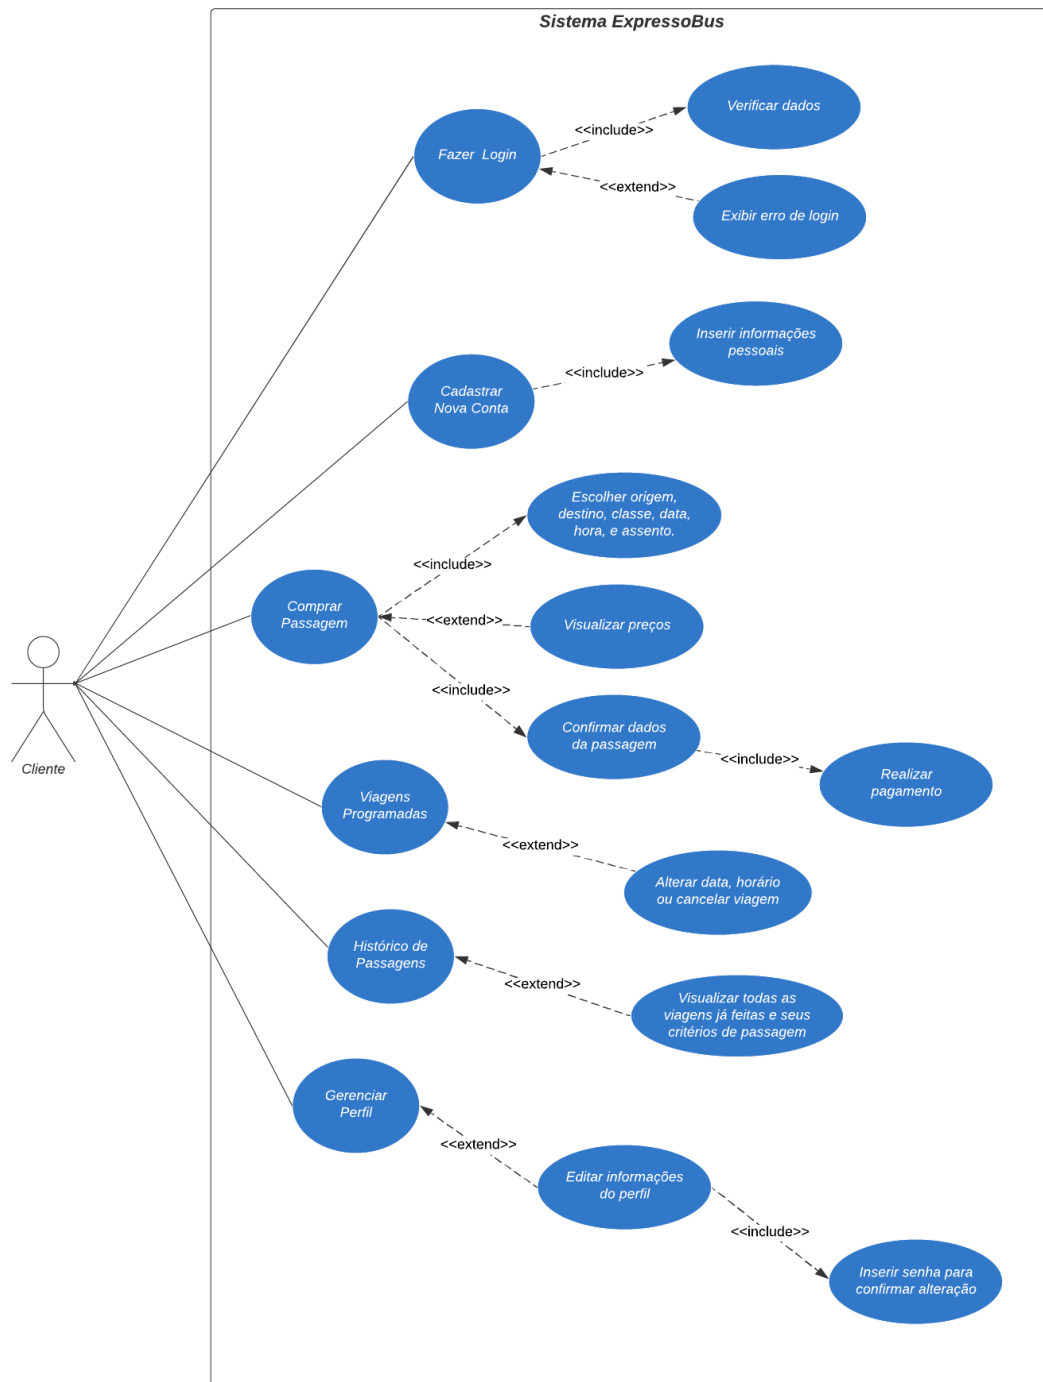 Sistema ExpressoBus
Verificar dados
<<include>>
Fazer Login
<<extend>>
Exibir erro de login
Inserir informações
pessoais
<<include>>
Cadastrar
Nova Conta
Escolher origem,
destino, classe, data,
hora, e assento.
<<include>>
Comprar
Passagem
<<extend>>
Visualizar preços
<<include>>
Confirmar dados
da passagem
<<include>>
Realizar
pagamento
Cliente
Viagens
Programadas
<<extend>>
Alterar data, horário
ou cancelar viagem
Histórico de
Passagens
<<extend>>
Visualizar todas as
viagens já feitas e seus
critérios de passagem
Gerenciar
Perfil
<<extend>>
Editar informações
do perfil
<<include>>
Inserir senha para
confirmar alteração